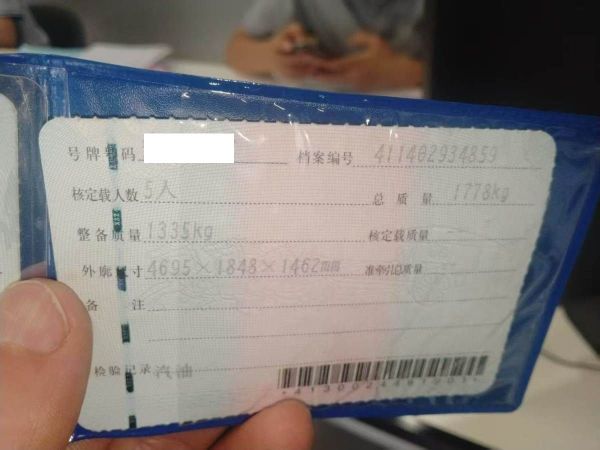 号牌号码 档案编号 411402934859
核定载人数 5人 总质量 1778kg
整备质量 1335kg 核定载质量
外廓尺寸 4695×1848×1462mm 准牵引总质量
备注
检验记录 汽油